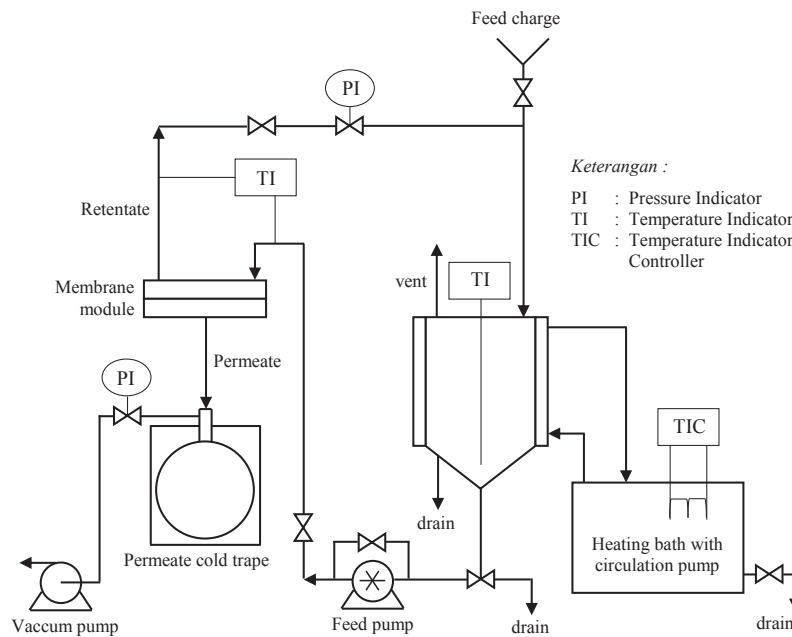 Feed charge
PI
Keterangan :
TI
Retentate
PI : Pressure Indicator
TI : Temperature Indicator
TIC : Temperature Indicator
Controller
vent
TI
Membrane
module
Permeate
PI
TIC
drain
Heating bath with
circulation pump
Permeate cold trape
Vaccum pump
Feed pump
drain
drain